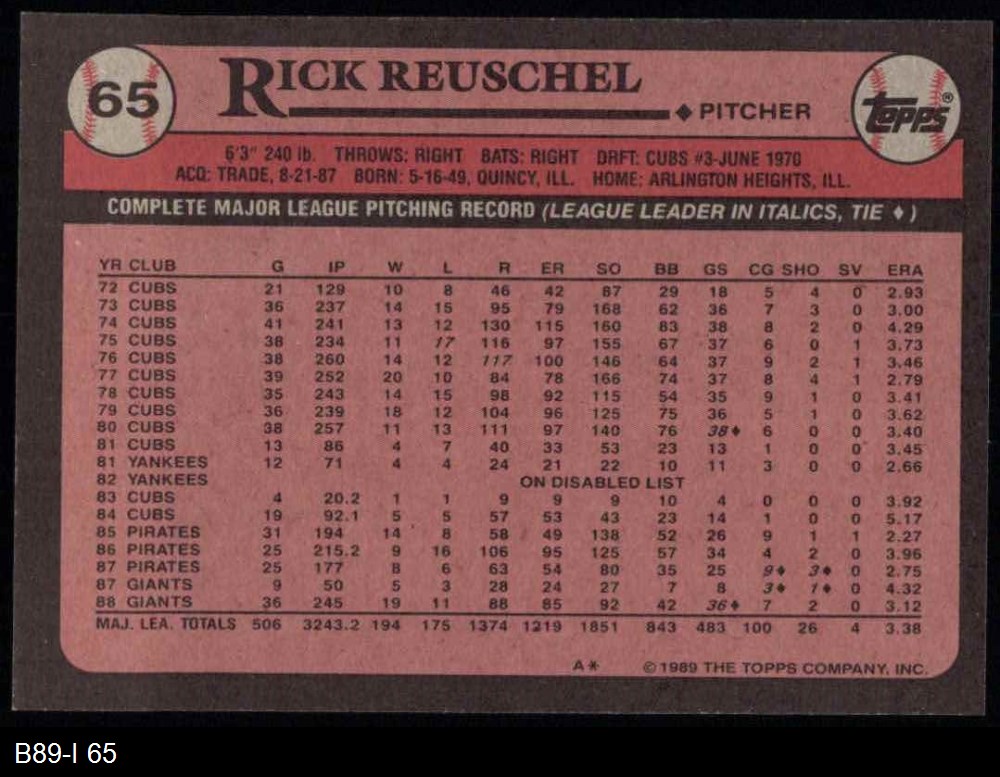 65
RICK REUSCHEL
♦ PITCHER
TOPPS®
6'3" 240 lb. THROWS: RIGHT BATS: RIGHT DRFT: CUBS #3-JUNE 1970
ACQ: TRADE, 8-21-87 BORN: 5-16-49, QUINCY, ILL. HOME: ARLINGTON HEIGHTS, ILL.
COMPLETE MAJOR LEAGUE PITCHING RECORD (LEAGUE LEADER IN ITALICS, TIE ♦)
YR CLUB G IP W L R ER SO BB GS CG SHO SV ERA
72 CUBS 21 129 10 8 46 42 87 29 18 5 4 0 2.93
73 CUBS 36 237 14 15 95 79 168 62 36 7 3 0 3.00
74 CUBS 41 241 13 12 130 115 160 83 38 8 2 0 4.29
75 CUBS 38 234 11 17 116 97 155 67 37 6 0 1 3.73
76 CUBS 38 260 14 12 117 100 146 64 37 9 2 1 3.46
77 CUBS 39 252 20 10 84 78 166 74 37 8 4 1 2.79
78 CUBS 35 243 14 15 98 92 115 54 35 9 1 0 3.41
79 CUBS 36 239 18 12 104 96 125 75 36 5 1 0 3.62
80 CUBS 38 257 11 13 111 97 140 76 38♦ 6 0 0 3.40
81 CUBS 13 86 4 7 40 33 53 23 13 1 0 0 3.45
81 YANKEES 12 71 4 4 24 21 22 10 11 3 0 0 2.66
82 YANKEES ON DISABLED LIST
83 CUBS 4 20.2 1 1 9 9 9 10 4 0 0 0 3.92
84 CUBS 19 92.1 5 5 57 53 43 23 14 1 0 0 5.17
85 PIRATES 31 194 14 8 58 49 138 52 26 9 1 1 2.27
86 PIRATES 25 215.2 9 16 106 95 125 57 34 4 2 0 3.96
87 PIRATES 25 177 8 6 63 54 80 35 25 9♦ 3♦ 0 2.75
87 GIANTS 9 50 5 3 28 24 27 7 8 3♦ 1♦ 0 4.32
88 GIANTS 36 245 19 11 88 85 92 42 36♦ 7 2 0 3.12
MAJ. LEA. TOTALS 506 3243.2 194 175 1374 1219 1851 843 483 100 26 4 3.38
A* © 1989 THE TOPPS COMPANY, INC.
B89-I 65